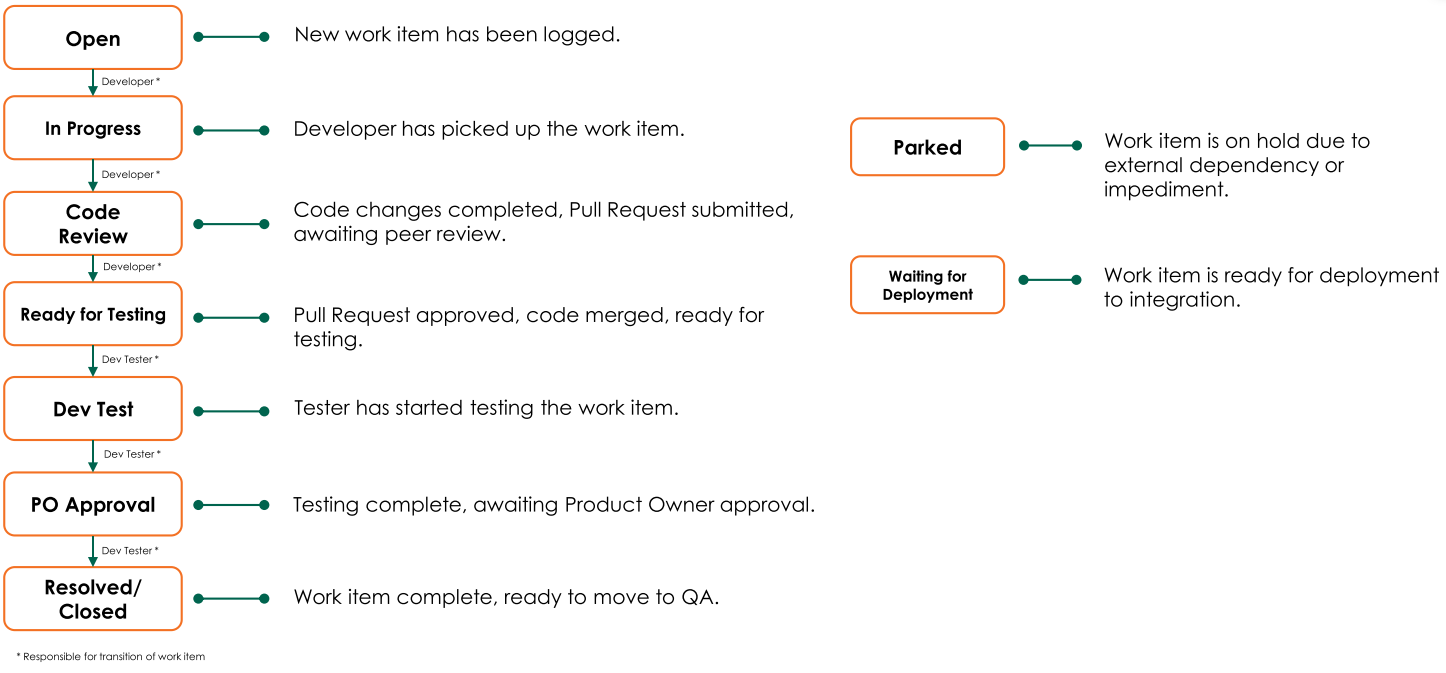 Open
New work item has been logged.
Developer *
In Progress
Developer has picked up the work item.
Developer *
Code
Review
Code changes completed, Pull Request submitted,
awaiting peer review.
Developer *
Ready for Testing
Pull Request approved, code merged, ready for
testing.
Dev Tester *
Dev Test
Tester has started testing the work item.
Dev Tester *
PO Approval
Testing complete, awaiting Product Owner approval.
Dev Tester *
Resolved/
Closed
Work item complete, ready to move to QA.
* Responsible for transition of work item
Parked
Work item is on hold due to
external dependency or
impediment.
Waiting for
Deployment
Work item is ready for deployment
to integration.